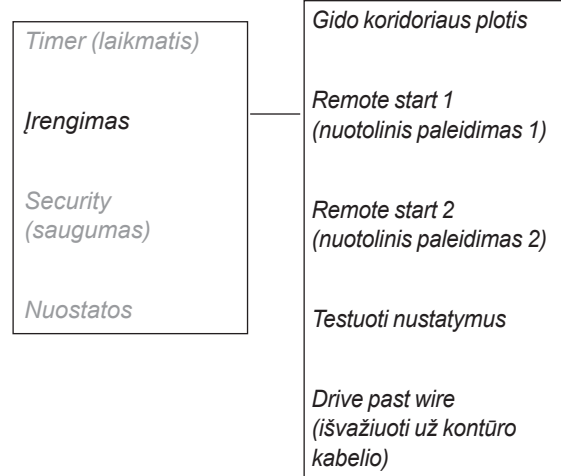 Timer (laikmatis)
Įrengimas
Security
(saugumas)
Nuostatos
Gido koridoriaus plotis
Remote start 1
(nuotolinis paleidimas 1)
Remote start 2
(nuotolinis paleidimas 2)
Testuoti nustatymus
Drive past wire
(išvažiuoti už kontūro
kabelio)